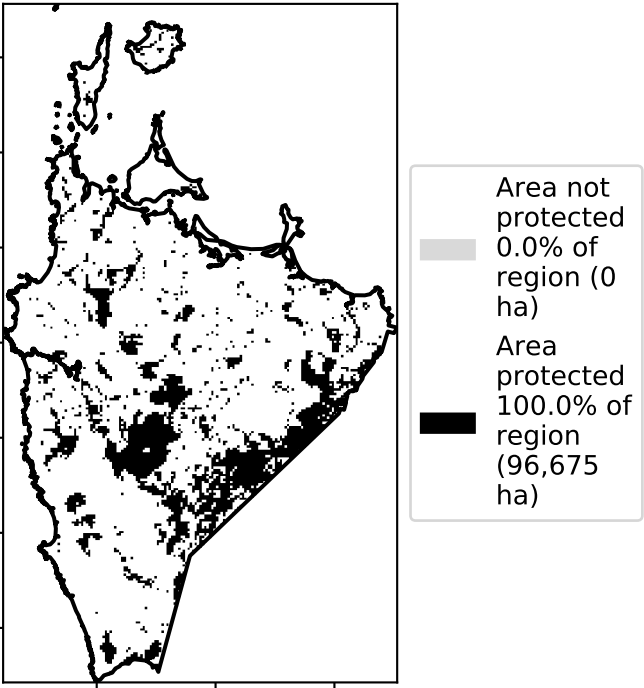 Area not
protected
0.0% of
region (0
ha)
Area
protected
100.0% of
region
(96,675
ha)